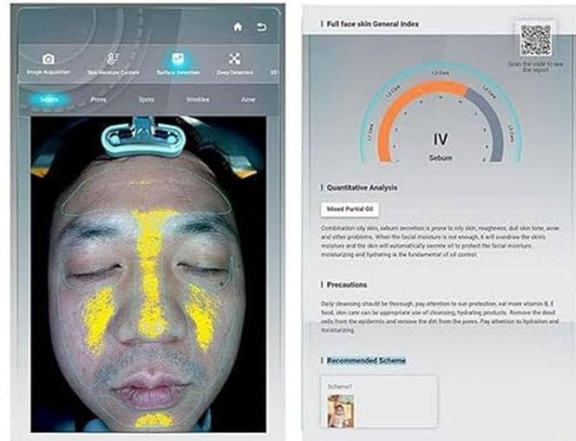 Image Acquisition
Skin Moisture Content
Surface Detection
Deep Detection
Sebum
Pores
Spots
Wrinkles
Acne
Full face skin General Index
Scan the code to see
the report
IV
Sebum
Quantitative Analysis
Mixed Partial Oil
Combination oily skin, sebum secretion is prone to oily skin, roughness, dull skin tone, acne
and other problems. When the facial moisture is not enough, it will overdraw the skin's
moisture and the skin will automatically secrete oil to protect the facial moisture,
moisturizing and hydrating is the fundamental of oil control.
Precautions
Daily cleansing should be thorough, pay attention to sun protection, eat more vitamin B, E
food, skin care can be appropriate use of cleansing, hydrating products. Remove the dead
cells from the epidermis and remove the dirt from the pores. Pay attention to hydration and
moisturizing.
Recommended Scheme
Scheme1